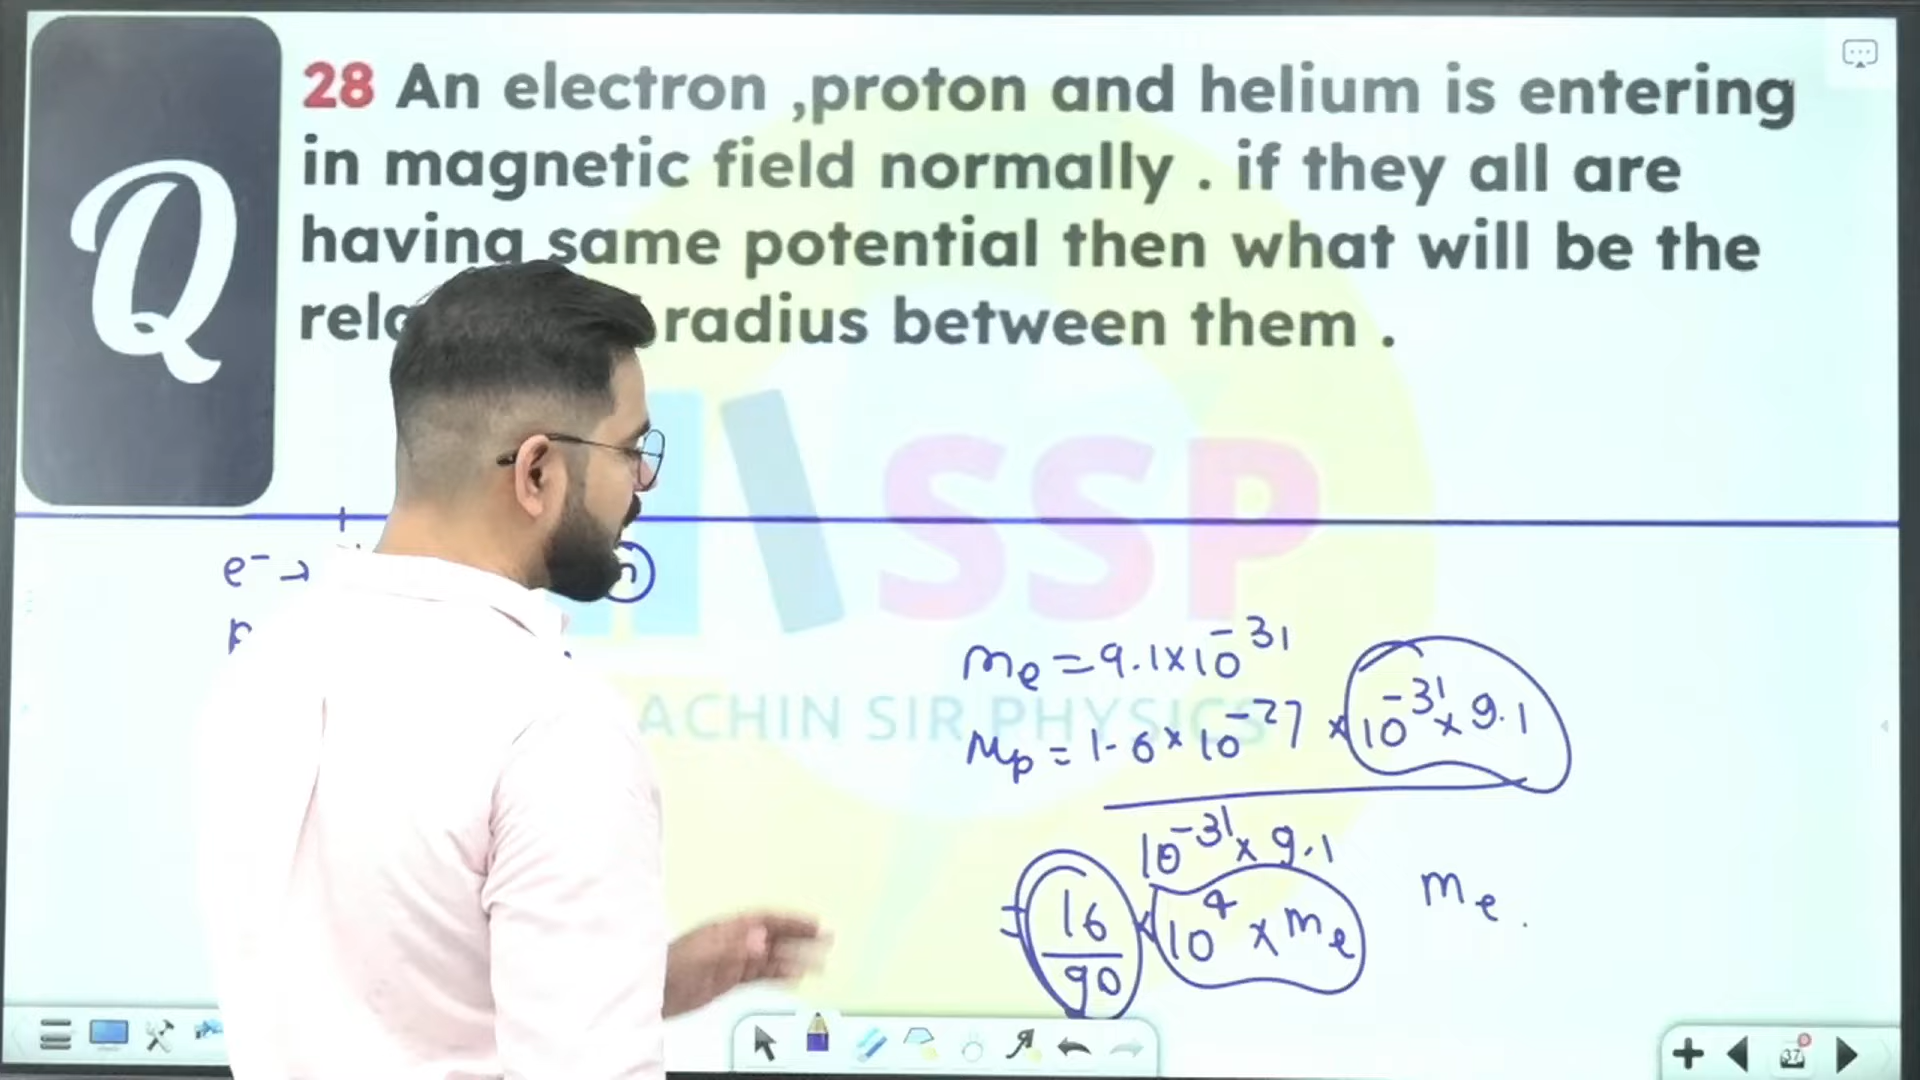 Q
28 An electron ,proton and helium is entering
in magnetic field normally . if they all are
having same potential then what will be the
radius between them .
SSP
ACHIN SIR PHYSICS
e⁻ →
mₑ = 9.1×10⁻³¹
Mp = 1.6×10⁻²⁷ × 10⁻³¹ × 9.1
10⁻³¹ × 9.1
= 16/90 × 10⁴ × mₑ mₑ.
37